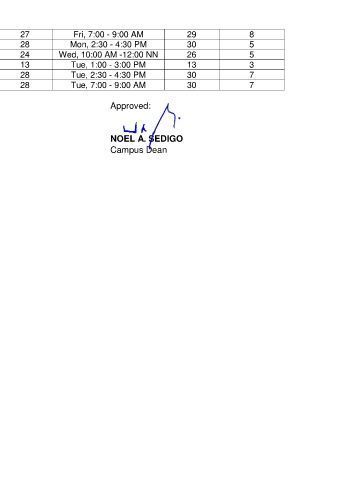 27 Fri, 7:00 - 9:00 AM 29 8
28 Mon, 2:30 - 4:30 PM 30 5
24 Wed, 10:00 AM -12:00 NN 26 5
13 Tue, 1:00 - 3:00 PM 13 3
28 Tue, 2:30 - 4:30 PM 30 7
28 Tue, 7:00 - 9:00 AM 30 7
Approved:
NOEL A. SEDIGO
Campus Dean